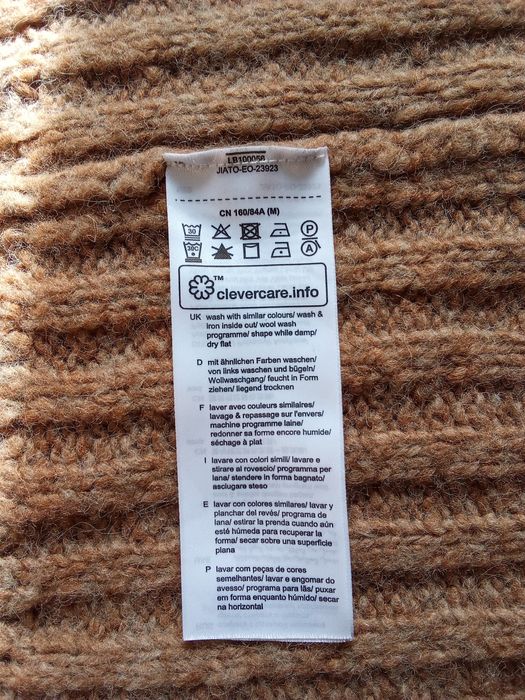 LB100058
JIATO-EO-23923
CN 160/84A (M)
30 P
30C A
™
clevercare.info
UK wash with similar colours/ wash &
iron inside out/ wool wash
programme/ shape while damp/
dry flat
D mit ähnlichen Farben waschen/
von links waschen und bügeln/
Wollwaschgang/ feucht in Form
ziehen/ liegend trocknen
F laver avec couleurs similaires/
lavage & repassage sur l'envers/
machine programme laine/
redonner sa forme encore humide/
séchage à plat
I lavare con colori simili/ lavare e
stirare al rovescio/ programma per
lana/ stendere in forma bagnato/
asciugare steso
E lavar con colores similares/ lavar y
planchar del revés/ programa de
lana/ estirar la prenda cuando aún
esté húmeda para recuperar la
forma/ secar sobre una superficie
plana
P lavar com peças de cores
semelhantes/ lavar e engomar do
avesso/ programa para lãs/ puxar
em forma enquanto húmido/ secar
na horizontal